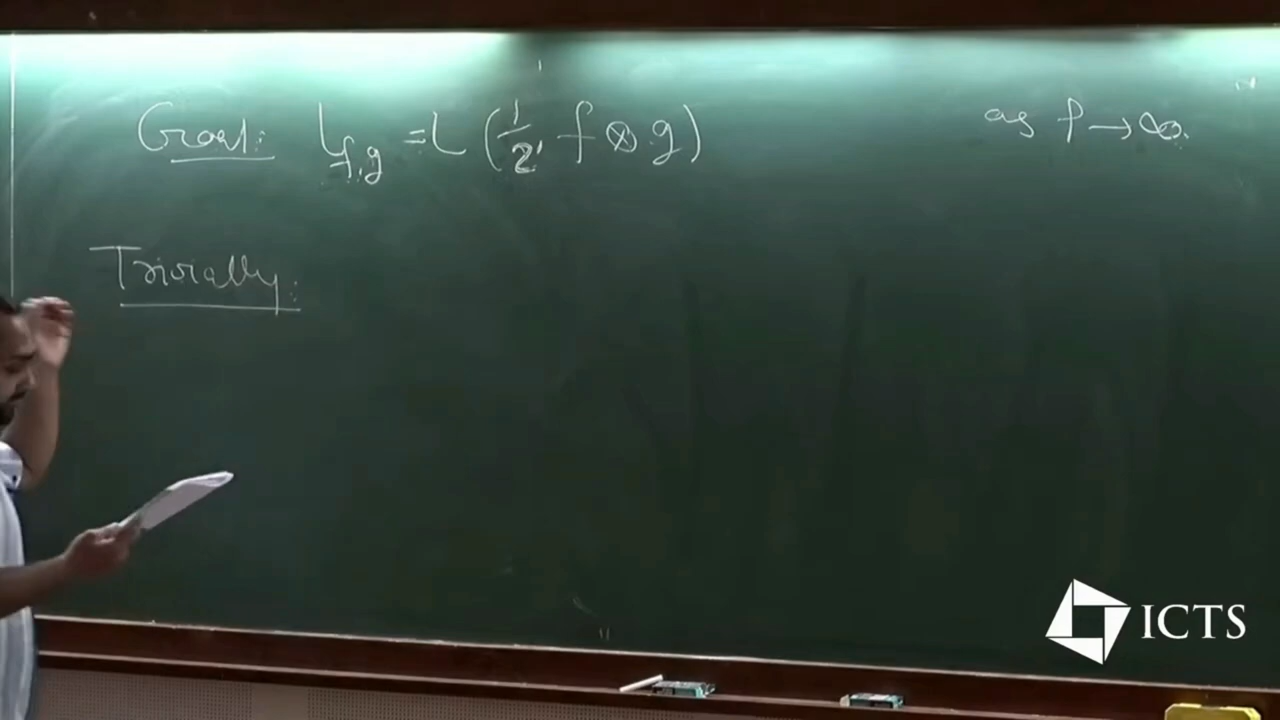 Goal: L_{f,g} = L(1/2, f ⊗ g) as p → ∞.
Trivially:
ICTS